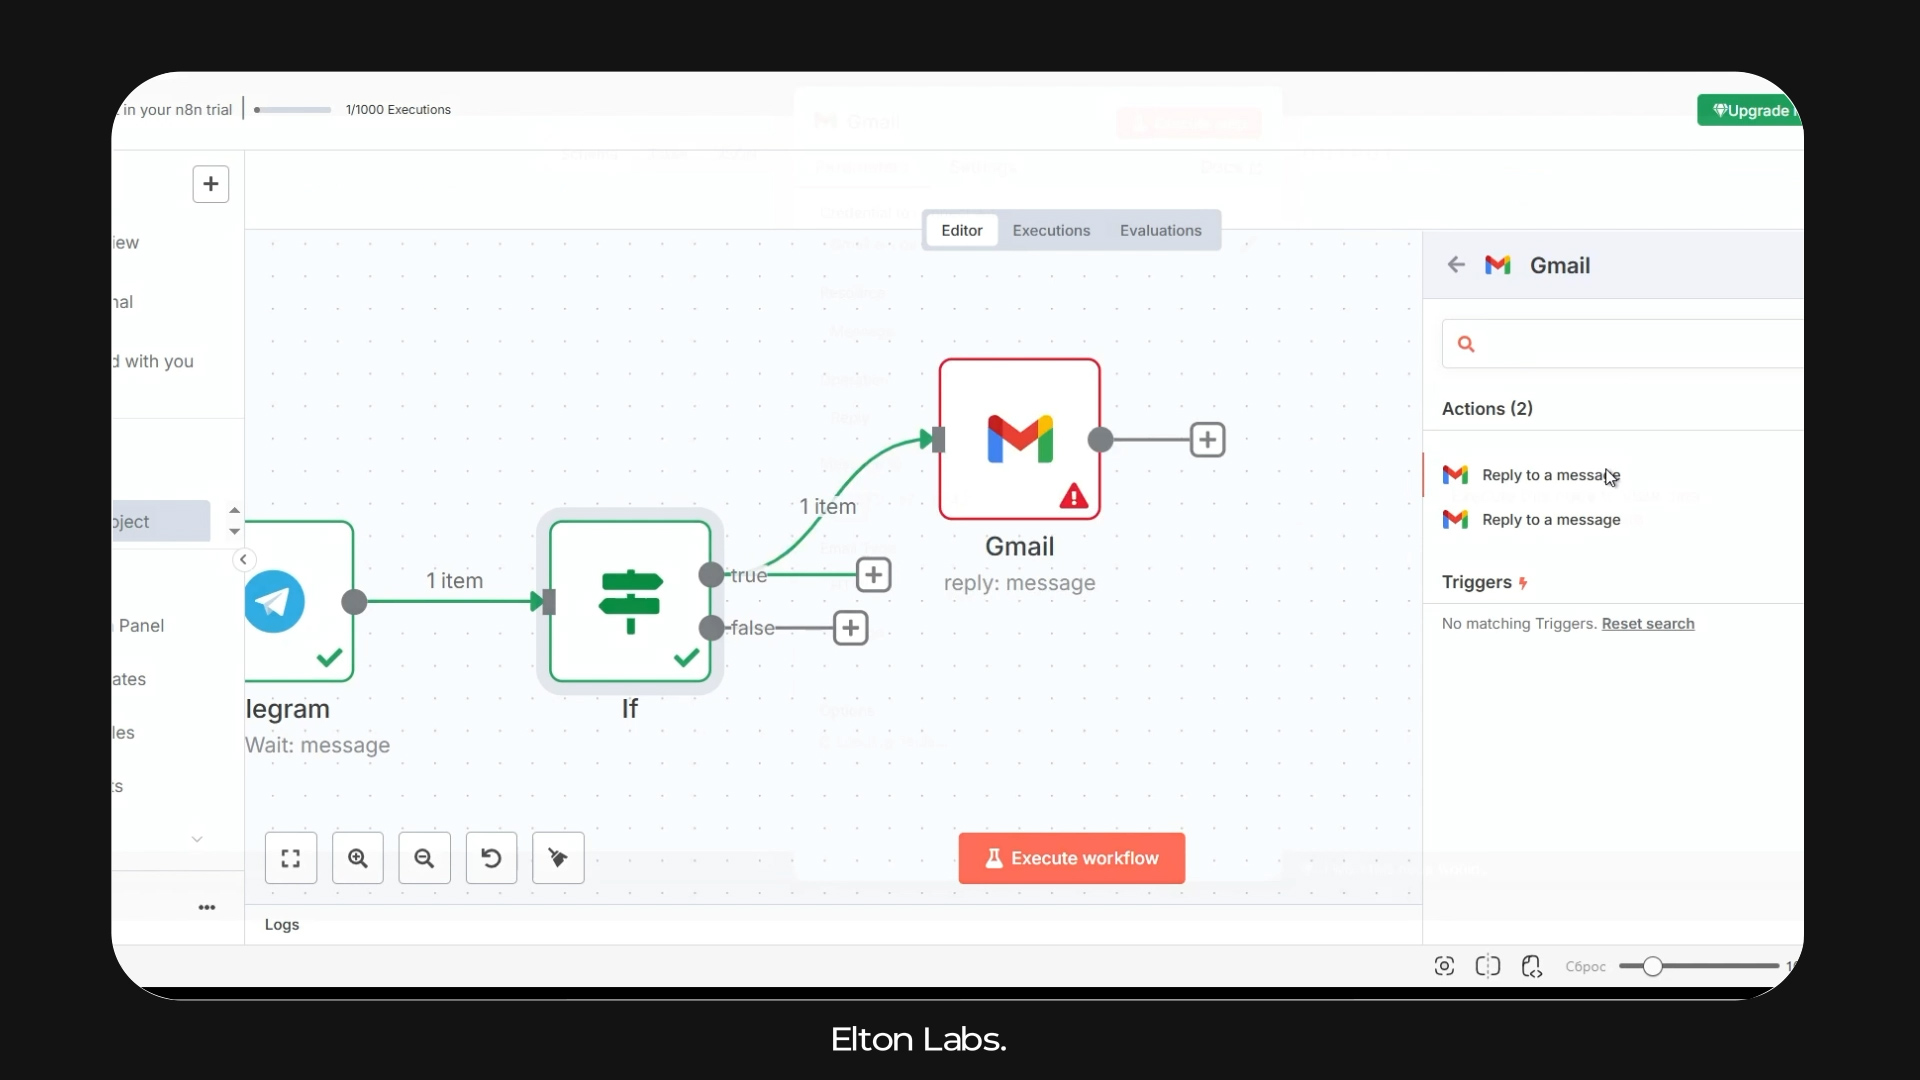 in your n8n trial
1/1000 Executions
Upgrade
Gmail
iew
Editor
Executions
Evaluations
Gmail
nal
d with you
Actions (2)
Reply to a message
Reply to a message
oject
1 item
Gmail
reply: message
1 item
true
false
Triggers
No matching Triggers. Reset search
Panel
ates
legram
Wait: message
If
les
ts
Execute workflow
Logs
Сброс
Elton Labs.